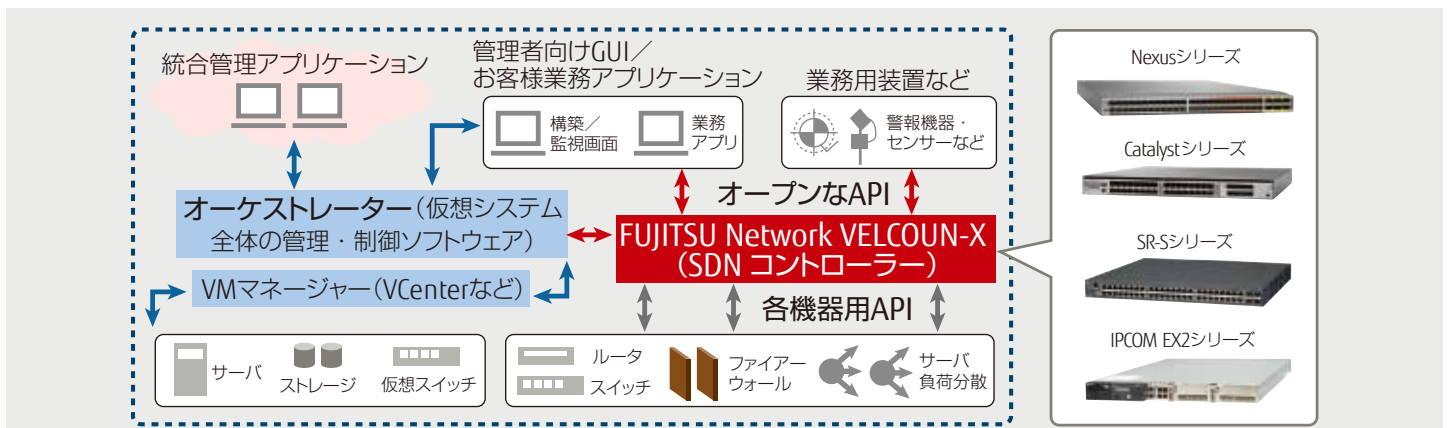 統合管理アプリケーション
管理者向けGUI／
お客様業務アプリケーション
構築／
監視画面
業務
アプリ
業務用装置など
警報機器・
センサーなど
オープンなAPI
オーケストレーター（仮想システム
全体の管理・制御ソフトウェア）
FUJITSU Network VELCOUN-X
（SDN コントローラー）
VMマネージャー（VCenterなど）
各機器用API
サーバ
ストレージ
仮想スイッチ
ルータ
スイッチ
ファイアー
ウォール
サーバ
負荷分散
Nexusシリーズ
Catalystシリーズ
SR-Sシリーズ
IPCOM EX2シリーズ